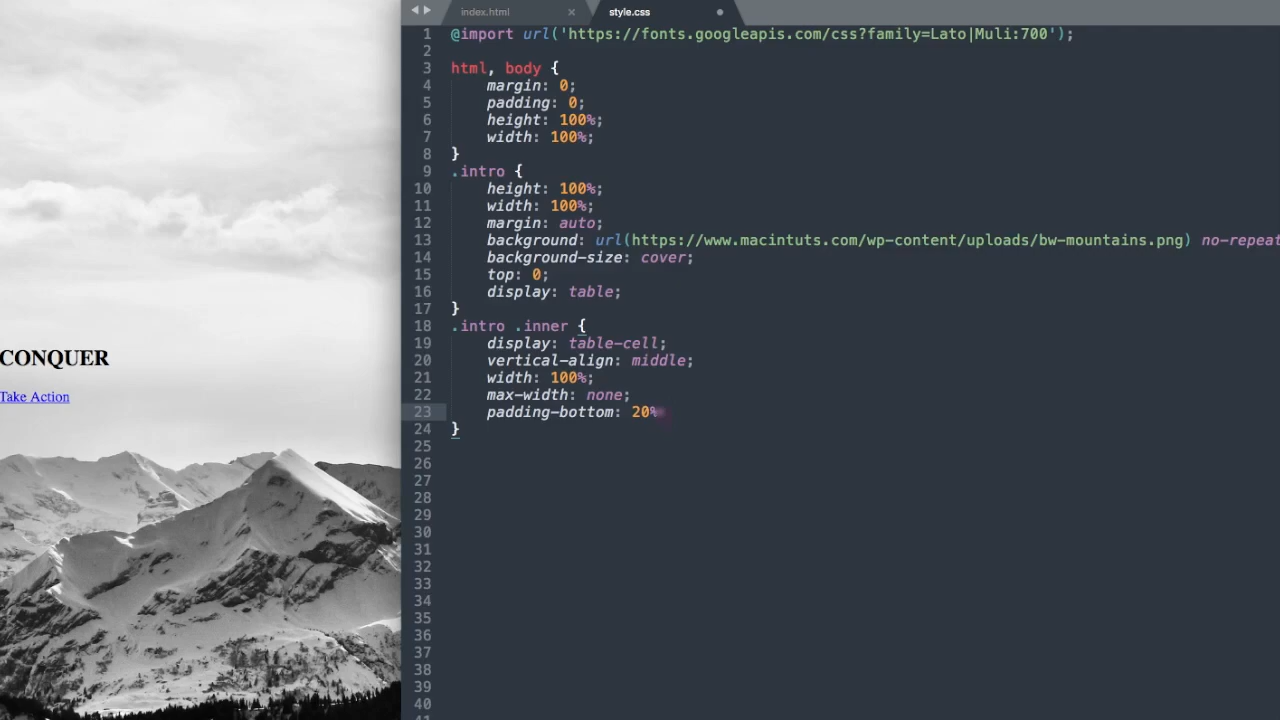 index.html ×
style.css
1 @import url('https://fonts.googleapis.com/css?family=Lato|Muli:700');
2
3 html, body {
4 margin: 0;
5 padding: 0;
6 height: 100%;
7 width: 100%;
8 }
9 .intro {
10 height: 100%;
11 width: 100%;
12 margin: auto;
13 background: url(https://www.macintuts.com/wp-content/uploads/bw-mountains.png) no-repeat
14 background-size: cover;
15 top: 0;
16 display: table;
17 }
18 .intro .inner {
19 display: table-cell;
20 vertical-align: middle;
21 width: 100%;
22 max-width: none;
23 padding-bottom: 20%
24 }
25
26
27
28
29
30
31
32
33
34
35
36
37
38
39
40
CONQUER
Take Action